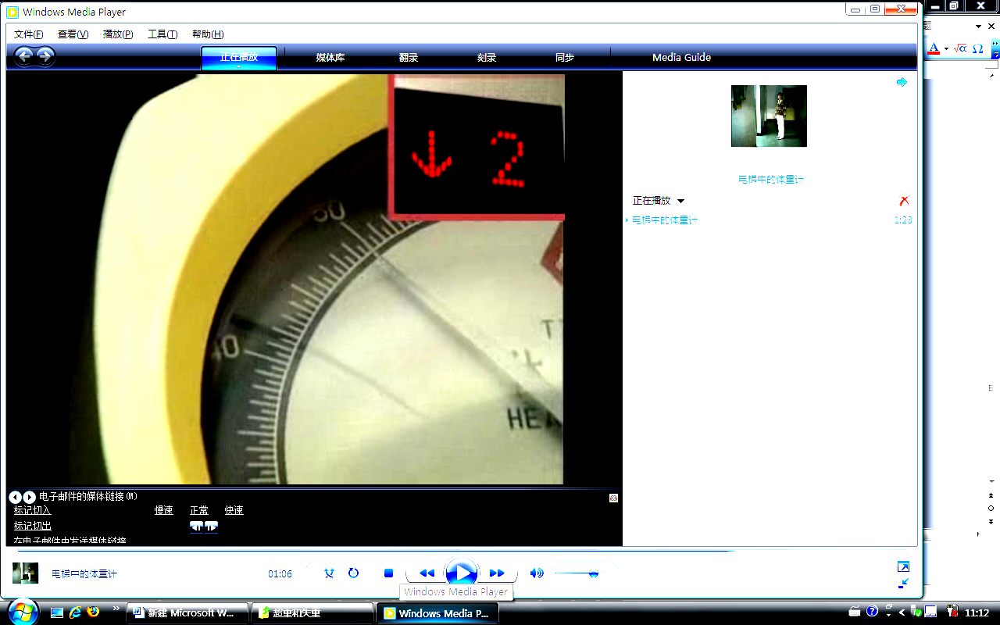 Windows Media Player
题
文件(F) 查看(V) 播放(P) 工具(T) 帮助(H)
正在播放 媒体库 翻录 刻录 同步 Media Guide
2
50
40
HEA
电梯中的体重计
正在播放
电梯中的体重计 1:23
电子邮件的媒体链接(M)
标记切入 慢速 正常 快速
标记切出
在电子邮件中发送媒体链接
电梯中的体重计 01:06
Windows Media Player
新建 Microsoft W... 超重和失重 Windows Media P... 11:12